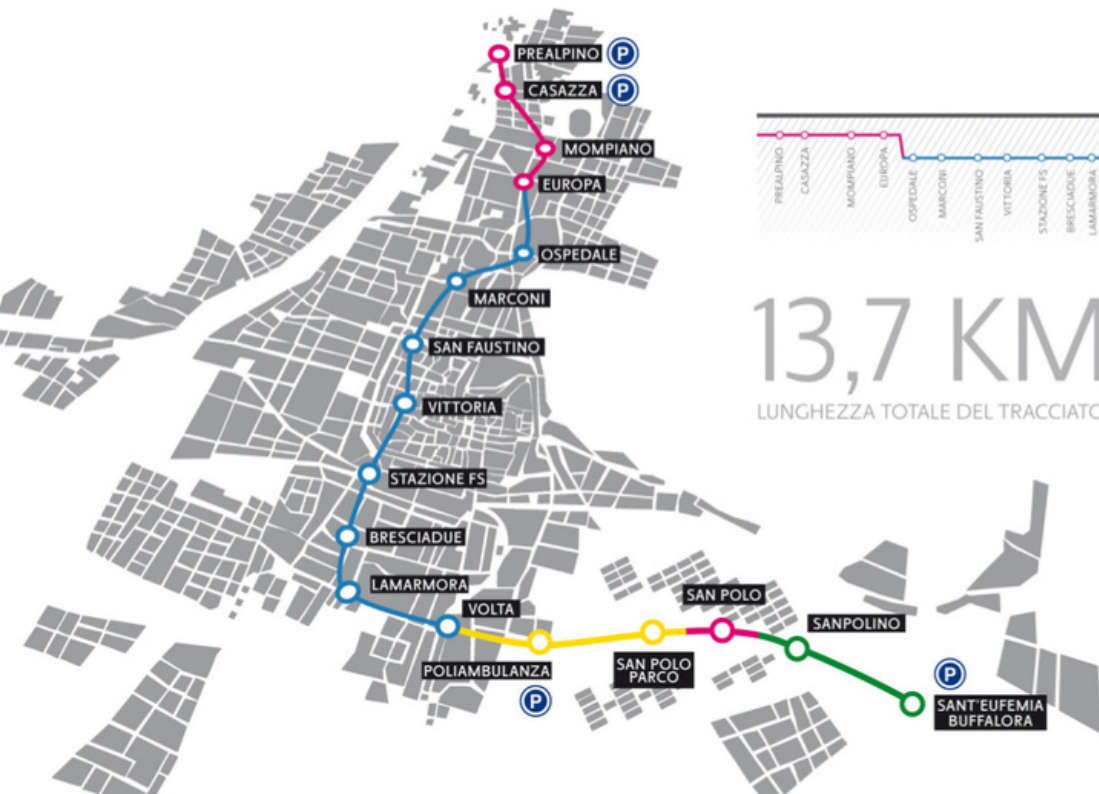 PREALPINO P
CASAZZA P
MOMPIANO
EUROPA
OSPEDALE
MARCONI
SAN FAUSTINO
VITTORIA
STAZIONE FS
BRESCIADUE
LAMARMORA
VOLTA
POLIAMBULANZA
P
SAN POLO
PARCO
SAN POLO
SANPOLINO
P
SANT'EUFEMIA
BUFFALORA
PREALPINO
CASAZZA
MOMPIANO
EUROPA
OSPEDALE
MARCONI
SAN FAUSTINO
VITTORIA
STAZIONE FS
BRESCIADUE
LAMARMORA
13,7 KM
LUNGHEZZA TOTALE DEL TRACCIATO